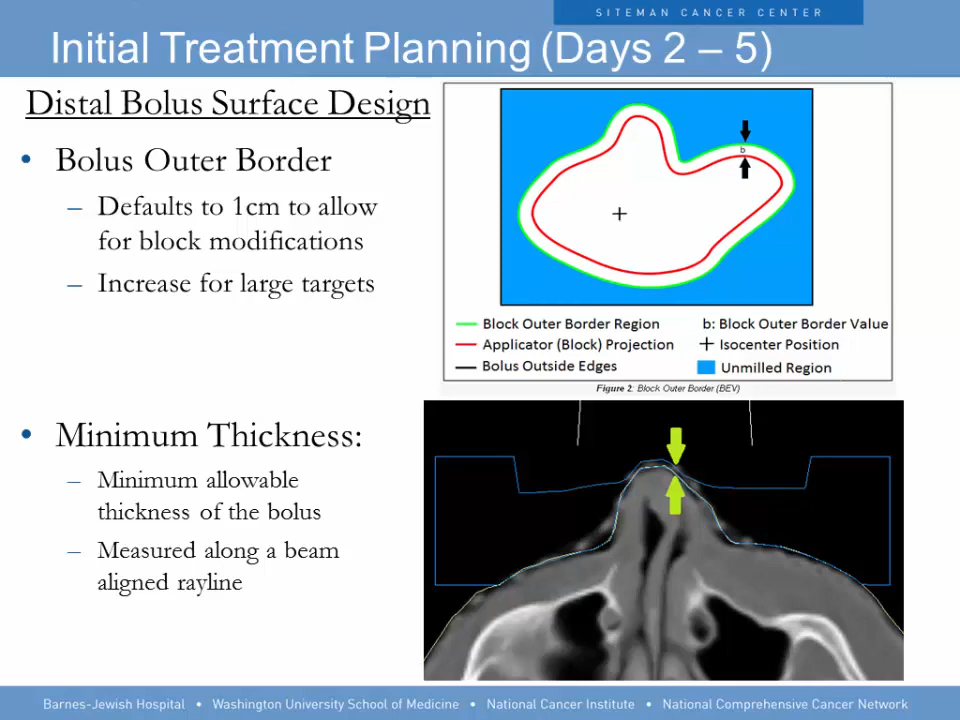 SITEMAN CANCER CENTER
Initial Treatment Planning (Days 2 – 5)
Distal Bolus Surface Design
• Bolus Outer Border
– Defaults to 1cm to allow
for block modifications
– Increase for large targets
b
Block Outer Border Region
b: Block Outer Border Value
Applicator (Block) Projection
Isocenter Position
Bolus Outside Edges
Unmilled Region
Figure 2: Block Outer Border (BEV)
• Minimum Thickness:
– Minimum allowable
thickness of the bolus
– Measured along a beam
aligned rayline
Barnes-Jewish Hospital • Washington University School of Medicine • National Cancer Institute • National Comprehensive Cancer Network